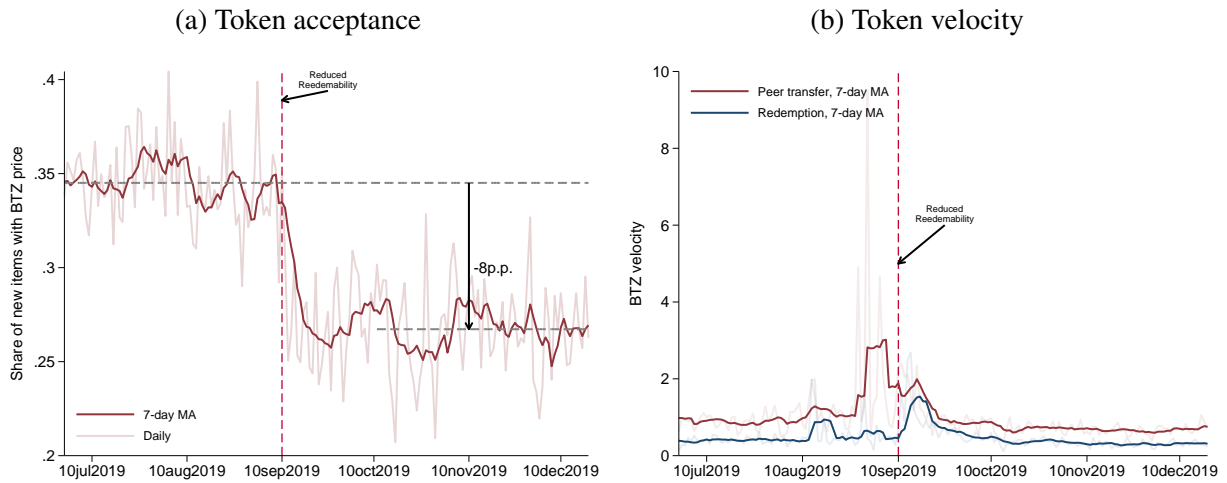 (a) Token acceptance
.4
.35
.3
.25
.2
Share of new items with BTZ price
Reduced
Reedemability
-8p.p.
7-day MA
Daily
10jul2019 10aug2019 10sep2019 10oct2019 10nov2019 10dec2019
(b) Token velocity
10
8
6
4
2
0
BTZ velocity
Peer transfer, 7-day MA
Redemption, 7-day MA
Reduced
Reedemability
10jul2019 10aug2019 10sep2019 10oct2019 10nov2019 10dec2019